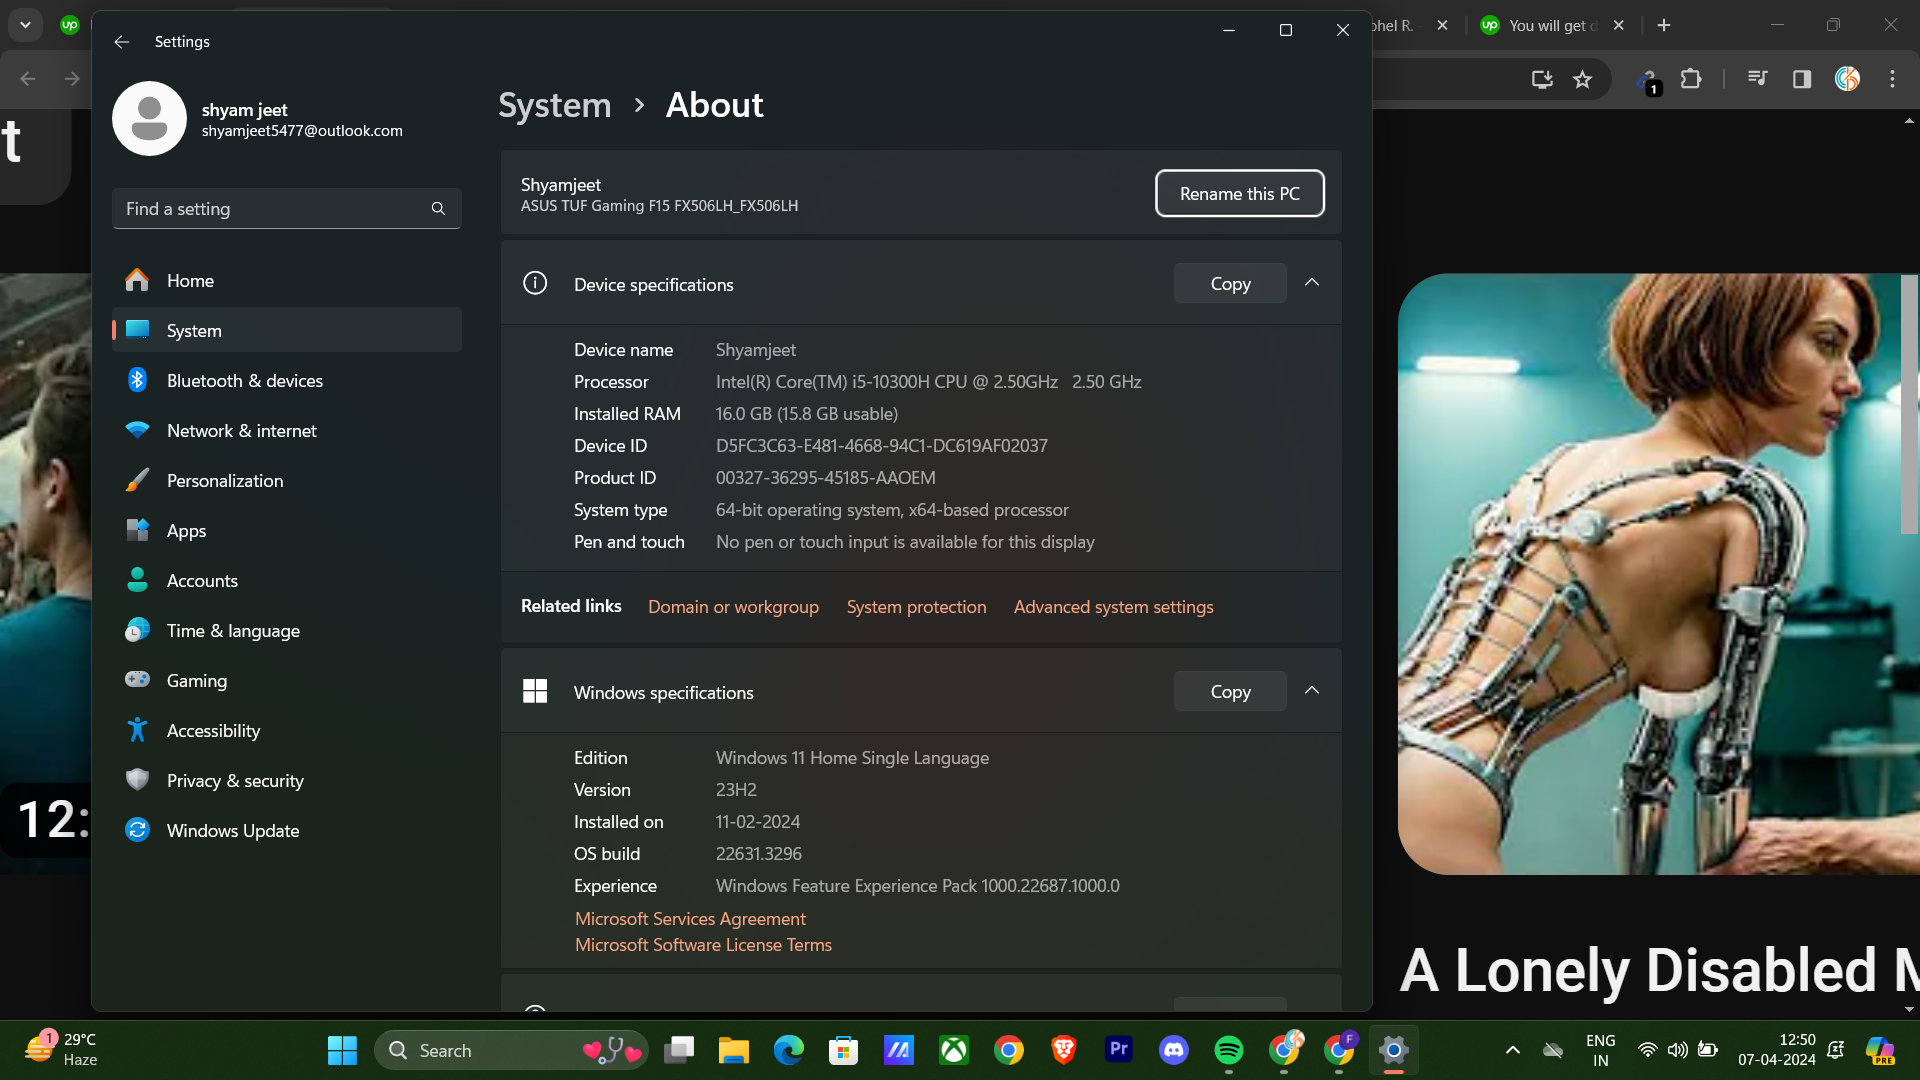 up
phel R.
up You will get d
1
t
12:
Settings
shyam jeet
shyamjeet5477@outlook.com
Find a setting
Home
System
Bluetooth & devices
Network & internet
Personalization
Apps
Accounts
Time & language
Gaming
Accessibility
Privacy & security
Windows Update
System > About
Shyamjeet
ASUS TUF Gaming F15 FX506LH_FX506LH
Rename this PC
Device specifications
Copy
Device name Shyamjeet
Processor Intel(R) Core(TM) i5-10300H CPU @ 2.50GHz 2.50 GHz
Installed RAM 16.0 GB (15.8 GB usable)
Device ID D5FC3C63-E481-4668-94C1-DC619AF02037
Product ID 00327-36295-45185-AAOEM
System type 64-bit operating system, x64-based processor
Pen and touch No pen or touch input is available for this display
Related links Domain or workgroup System protection Advanced system settings
Windows specifications
Copy
Edition Windows 11 Home Single Language
Version 23H2
Installed on 11-02-2024
OS build 22631.3296
Experience Windows Feature Experience Pack 1000.22687.1000.0
Microsoft Services Agreement
Microsoft Software License Terms
A Lonely Disabled M
1
29°C
Haze
Search
Pr
F
ENG
IN
12:50
07-04-2024
PRE